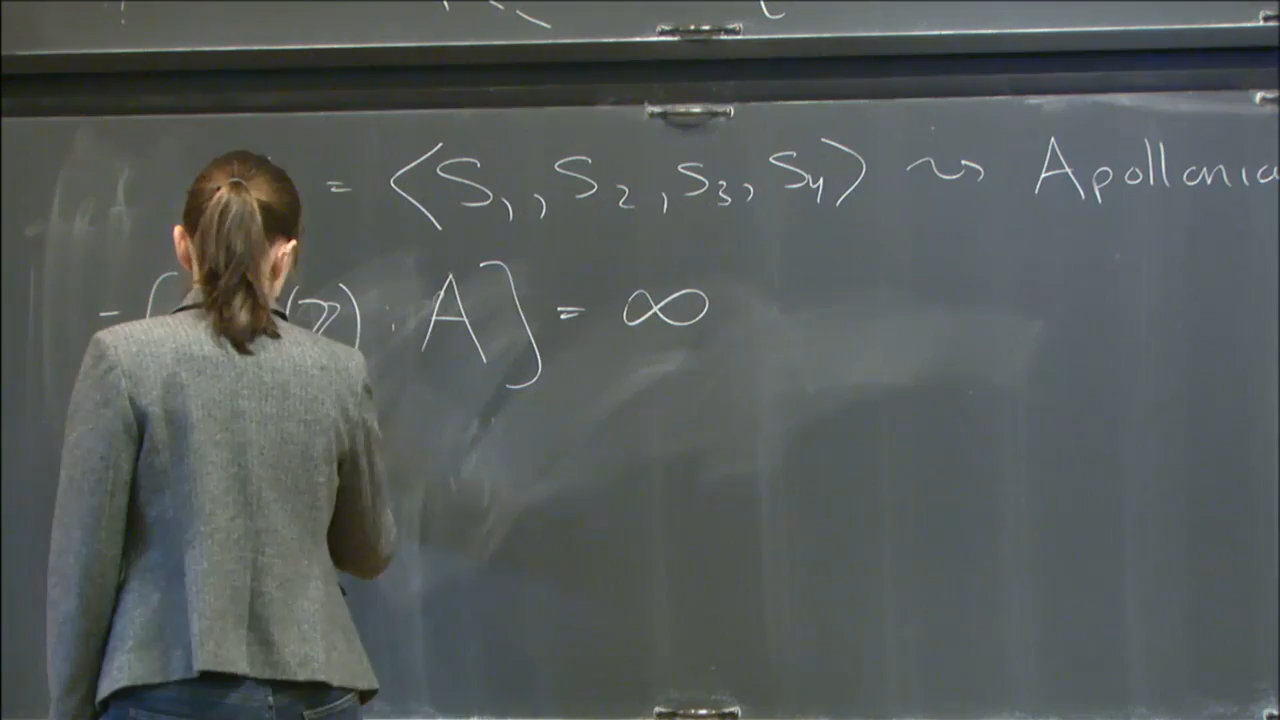 = ⟨S₁, S₂, S₃, S₄⟩ ⇝ Apollonia
- [ (ℤ) : A] = ∞